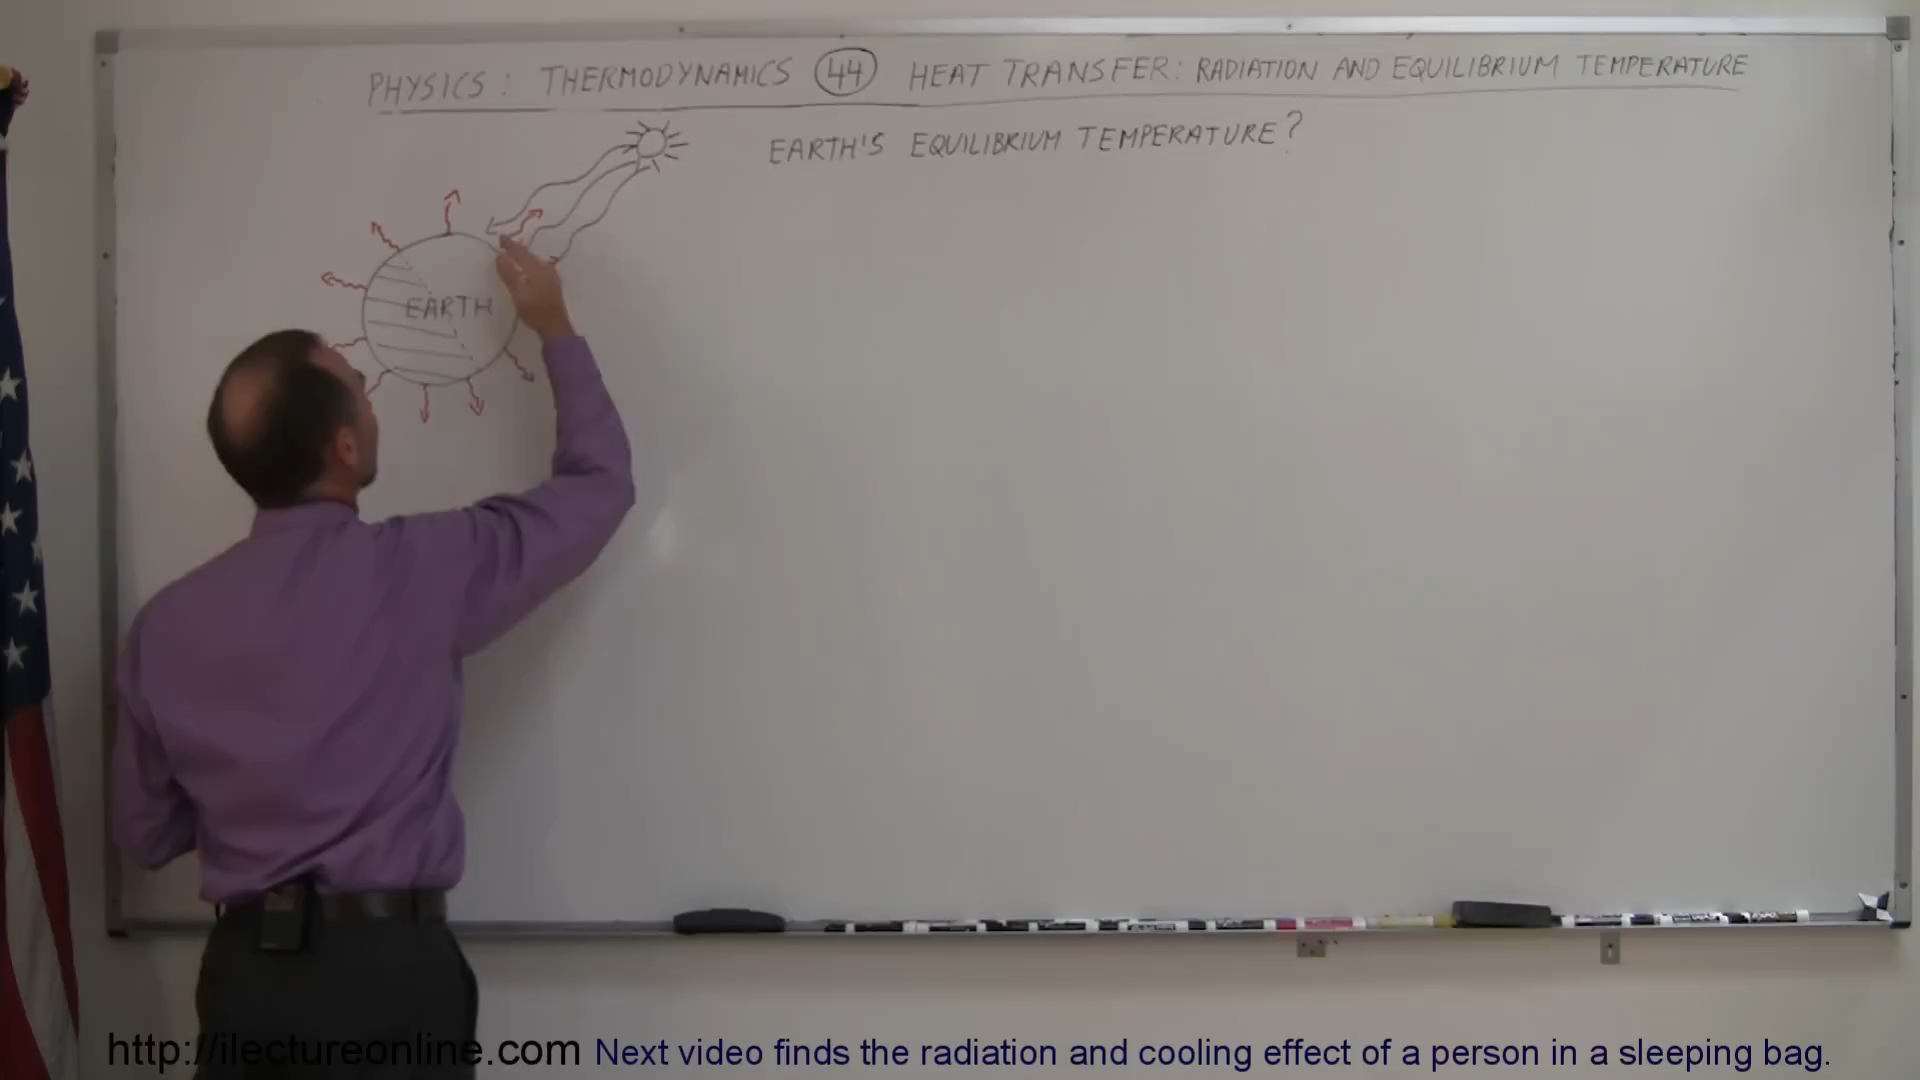 PHYSICS: THERMODYNAMICS 44 HEAT TRANSFER: RADIATION AND EQUILIBRIUM TEMPERATURE
EARTH'S EQUILIBRIUM TEMPERATURE?
EARTH
http://ilectureonline.com Next video finds the radiation and cooling effect of a person in a sleeping bag.